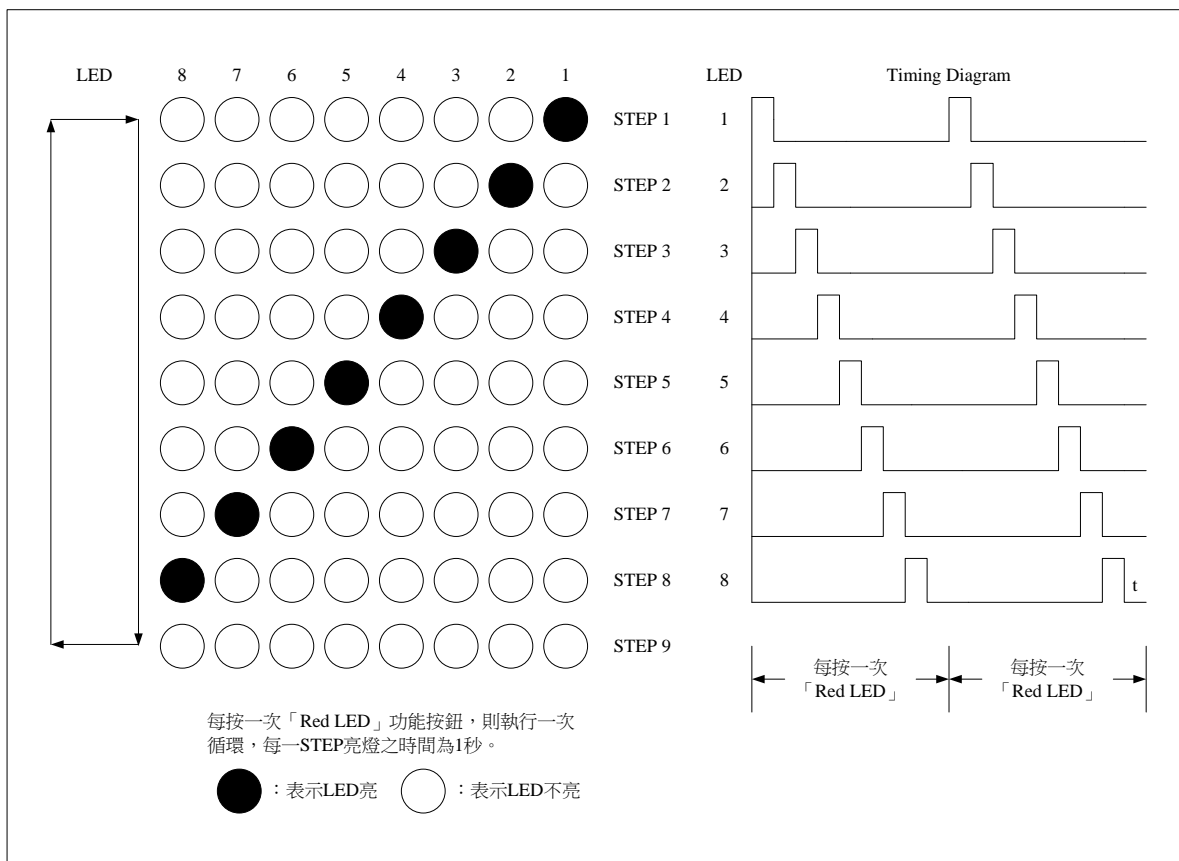 LED 8 7 6 5 4 3 2 1 LED Timing Diagram
STEP 1 1
STEP 2 2
STEP 3 3
STEP 4 4
STEP 5 5
STEP 6 6
STEP 7 7
STEP 8 8 t
STEP 9
每按一次 每按一次
「Red LED」 「Red LED」
每按一次「Red LED」功能按鈕，則執行一次
循環，每一STEP亮燈之時間為1秒。
：表示LED亮 ：表示LED不亮